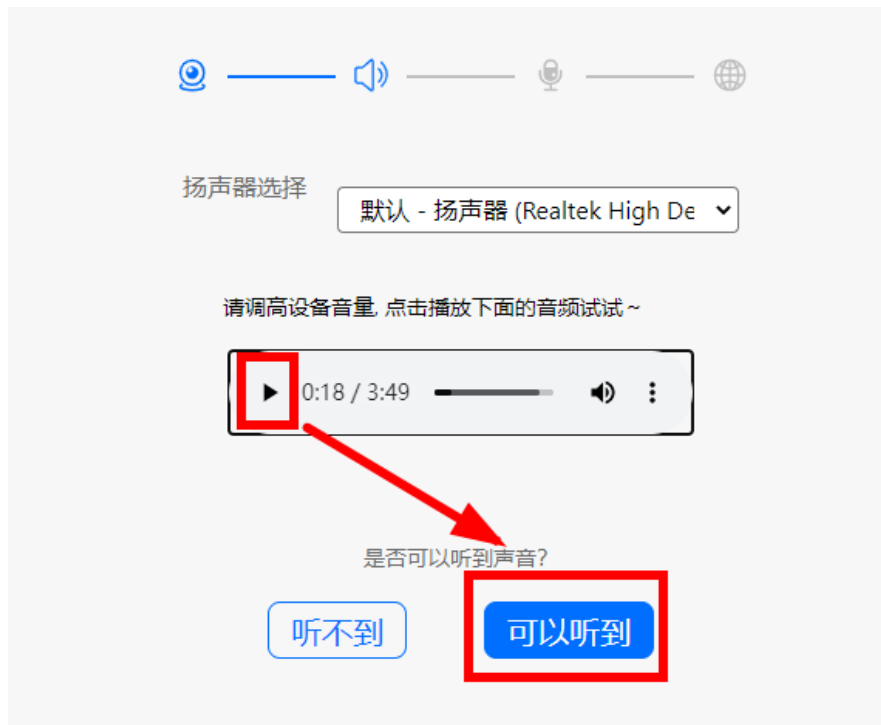 扬声器选择
默认 - 扬声器 (Realtek High De
请调高设备音量, 点击播放下面的音频试试~
0:18 / 3:49
是否可以听到声音?
听不到
可以听到